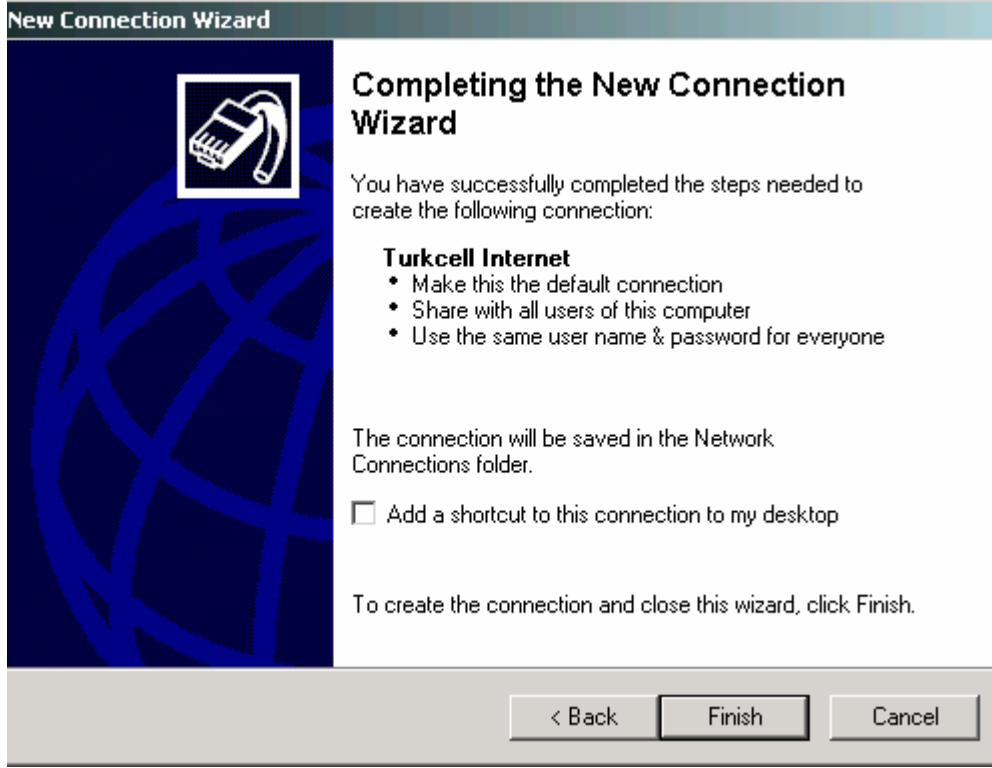 New Connection Wizard
Completing the New Connection
Wizard
You have successfully completed the steps needed to
create the following connection:
Turkcell Internet
• Make this the default connection
• Share with all users of this computer
• Use the same user name & password for everyone
The connection will be saved in the Network
Connections folder.
Add a shortcut to this connection to my desktop
To create the connection and close this wizard, click Finish.
< Back Finish Cancel